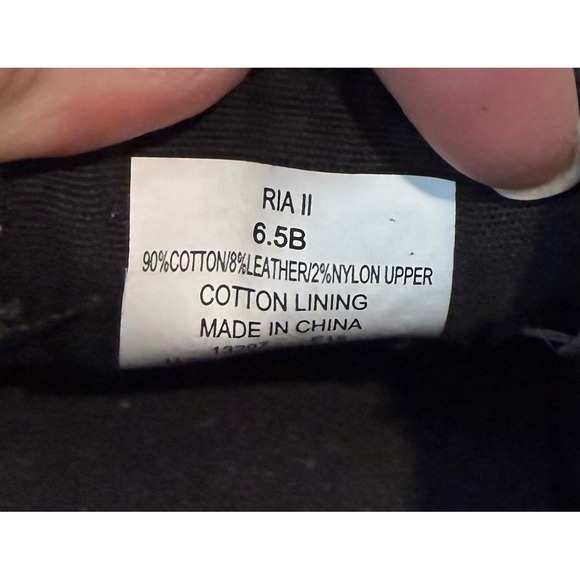 RIA II
6.5B
90%COTTON/8%LEATHER/2%NYLON UPPER
COTTON LINING
MADE IN CHINA